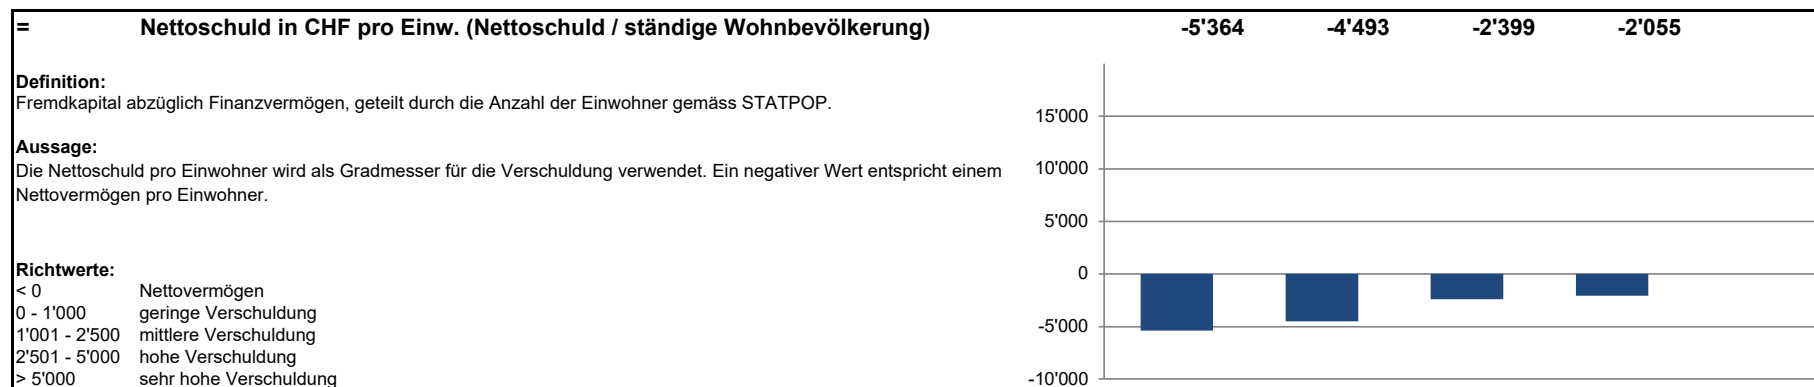 = Nettoschuld in CHF pro Einw. (Nettoschuld / ständige Wohnbevölkerung) -5'364 -4'493 -2'399 -2'055
Definition:
Fremdkapital abzüglich Finanzvermögen, geteilt durch die Anzahl der Einwohner gemäss STATPOP.
Aussage:
Die Nettoschuld pro Einwohner wird als Gradmesser für die Verschuldung verwendet. Ein negativer Wert entspricht einem
Nettovermögen pro Einwohner.
Richtwerte:
< 0 Nettovermögen
0 - 1'000 geringe Verschuldung
1'001 - 2'500 mittlere Verschuldung
2'501 - 5'000 hohe Verschuldung
> 5'000 sehr hohe Verschuldung
15'000
10'000
5'000
0
-5'000
-10'000